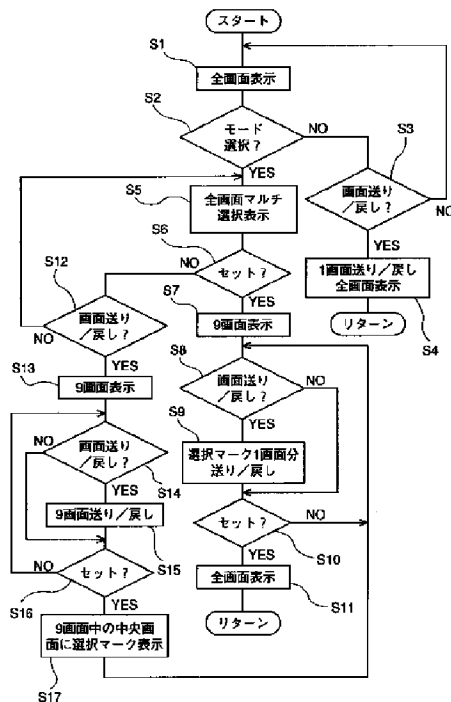 スタート
S1
全画面表示
S2
モード
選択？
NO
YES
S3
画面送り
／戻し？
NO
YES
1画面送り／戻し
全画面表示
S4
リターン
S5
全画面マルチ
選択表示
S6
セット？
NO
YES
S7
9画面表示
S8
画面送り
／戻し？
NO
YES
S9
選択マーク1画面分
送り／戻し
セット？
NO
S10
YES
全画面表示
S11
リターン
S12
画面送り
／戻し？
NO
YES
S13
9画面表示
画面送り
／戻し？
NO
S14
YES
9画面送り／戻し
S15
セット？
NO
S16
YES
9画面中の中央画
面に選択マーク表示
S17